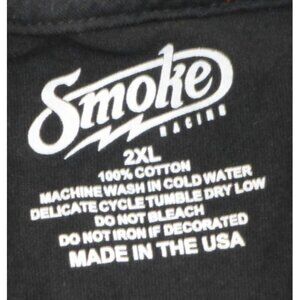 Smoke
RACING
2XL
100% COTTON
MACHINE WASH IN COLD WATER
DELICATE CYCLE TUMBLE DRY LOW
DO NOT BLEACH
DO NOT IRON IF DECORATED
MADE IN THE USA